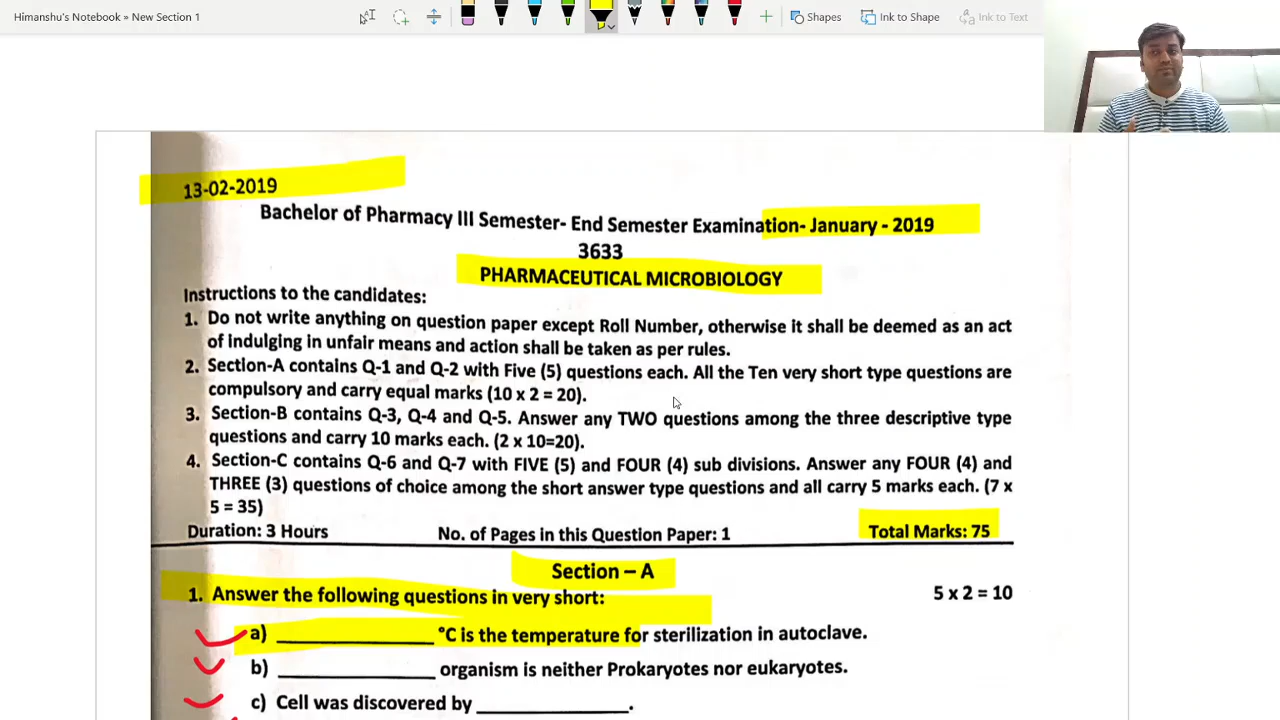 Himanshu's Notebook » New Section 1
Shapes
Ink to Shape
Ink to Text
13-02-2019
Bachelor of Pharmacy III Semester- End Semester Examination- January - 2019
3633
PHARMACEUTICAL MICROBIOLOGY
Instructions to the candidates:
1. Do not write anything on question paper except Roll Number, otherwise it shall be deemed as an act
of indulging in unfair means and action shall be taken as per rules.
2. Section-A contains Q-1 and Q-2 with Five (5) questions each. All the Ten very short type questions are
compulsory and carry equal marks (10 x 2 = 20).
3. Section-B contains Q-3, Q-4 and Q-5. Answer any TWO questions among the three descriptive type
questions and carry 10 marks each. (2 x 10=20).
4. Section-C contains Q-6 and Q-7 with FIVE (5) and FOUR (4) sub divisions. Answer any FOUR (4) and
THREE (3) questions of choice among the short answer type questions and all carry 5 marks each. (7 x
5 = 35)
Duration: 3 Hours No. of Pages in this Question Paper: 1 Total Marks: 75
Section – A
1. Answer the following questions in very short: 5 x 2 = 10
a) ______________ °C is the temperature for sterilization in autoclave.
b) ______________ organism is neither Prokaryotes nor eukaryotes.
c) Cell was discovered by ______________.